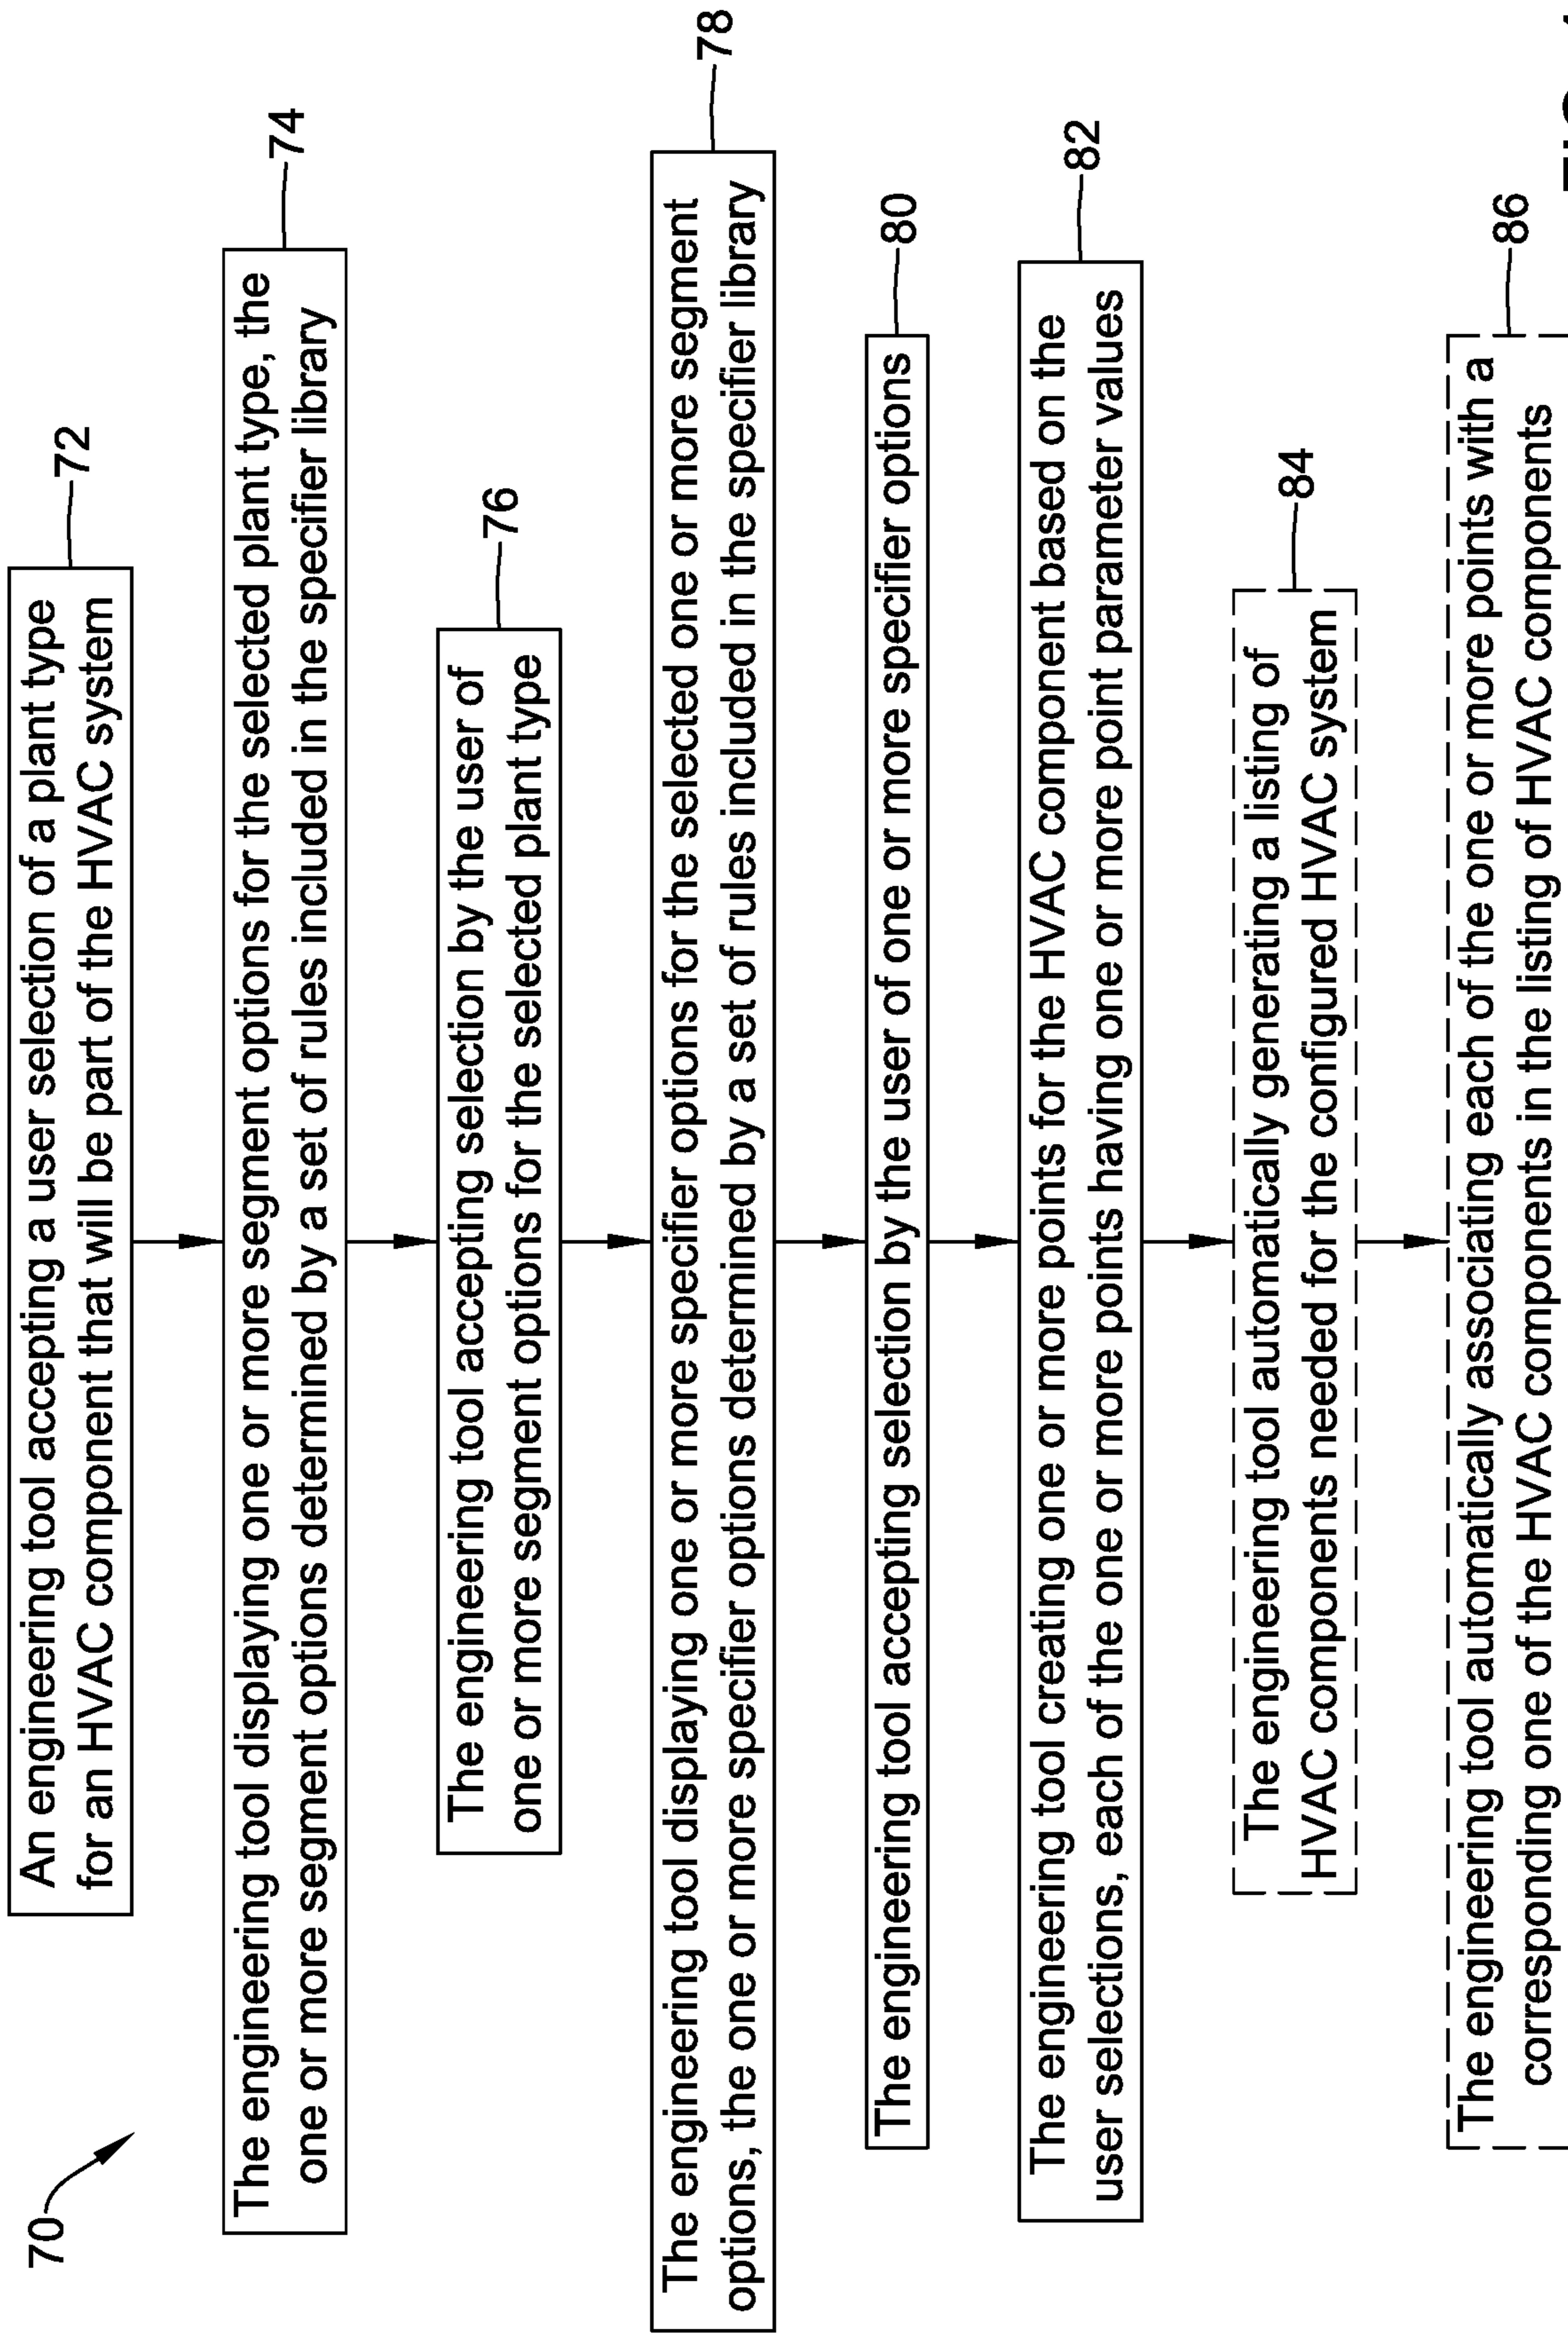 70
An engineering tool accepting a user selection of a plant type
for an HVAC component that will be part of the HVAC system
72
The engineering tool displaying one or more segment options for the selected plant type, the
one or more segment options determined by a set of rules included in the specifier library
74
The engineering tool accepting selection by the user of
one or more segment options for the selected plant type
76
The engineering tool displaying one or more specifier options for the selected one or more segment
options, the one or more specifier options determined by a set of rules included in the specifier library
78
The engineering tool accepting selection by the user of one or more specifier options
80
The engineering tool creating one or more points for the HVAC component based on the
user selections, each of the one or more points having one or more point parameter values
82
The engineering tool automatically generating a listing of
HVAC components needed for the configured HVAC system
84
The engineering tool automatically associating each of the one or more points with a
corresponding one of the HVAC components in the listing of HVAC components
86